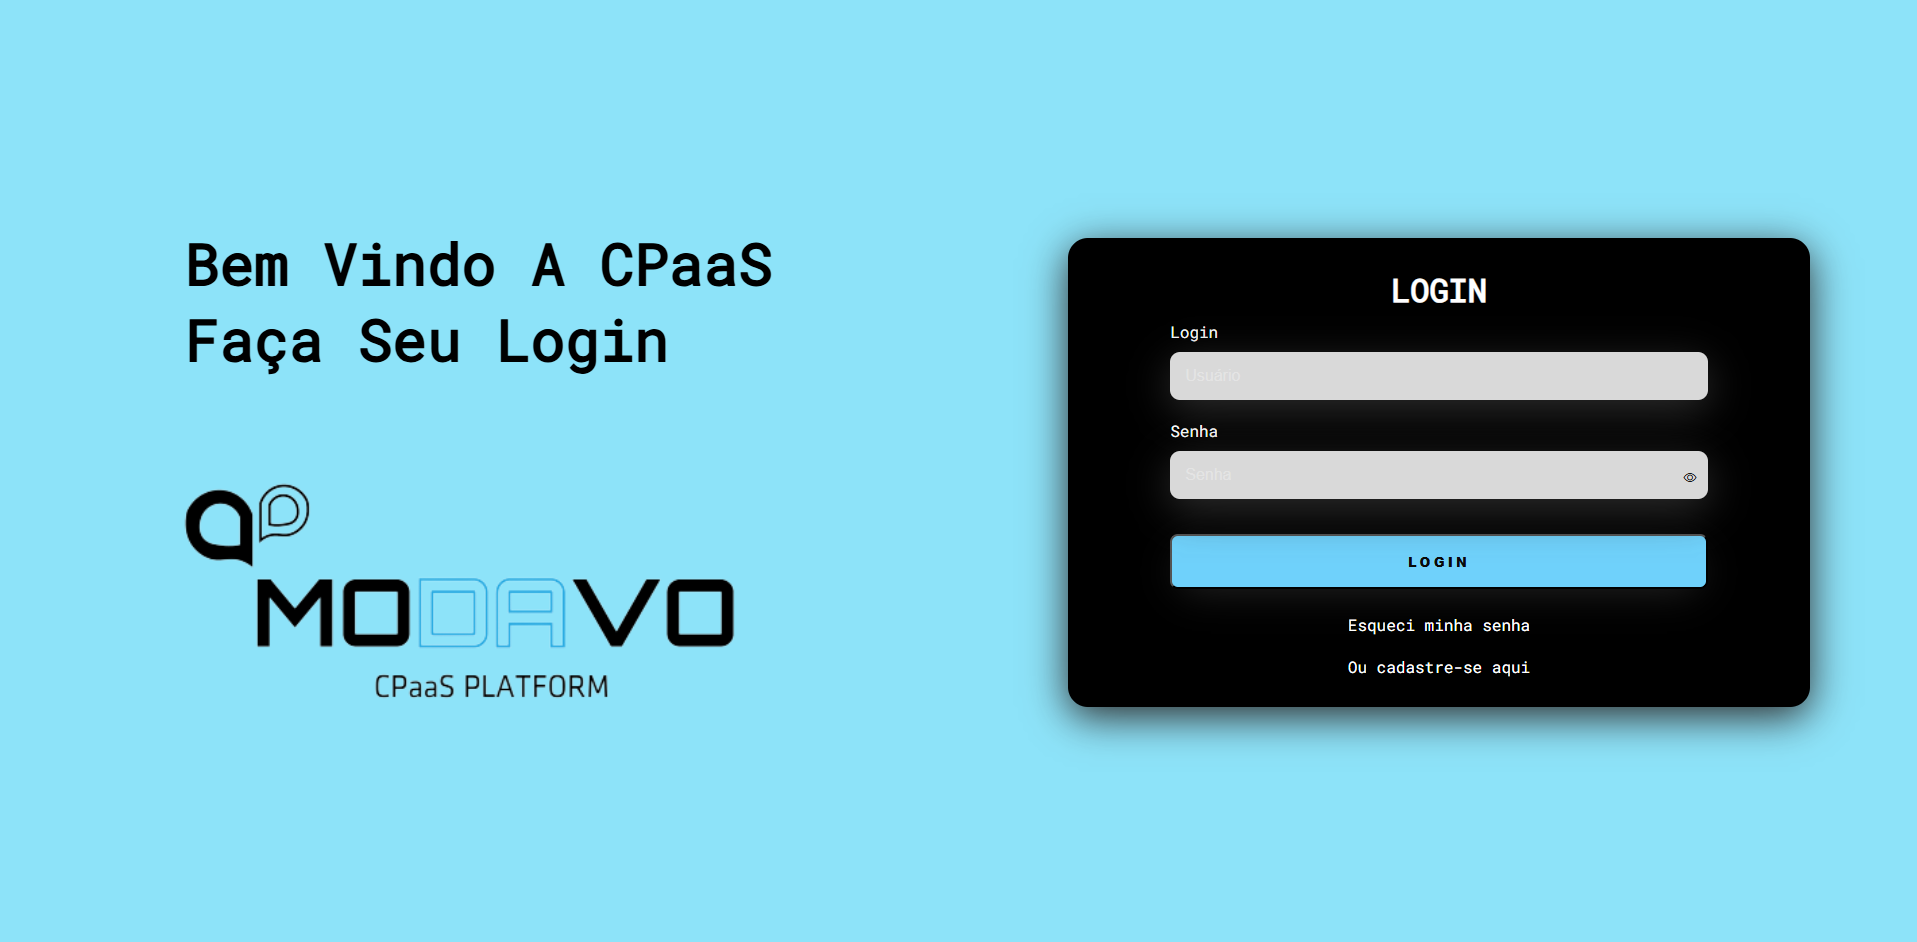 Bem Vindo A CPaaS
Faça Seu Login
MODAVO
CPaaS PLATFORM
LOGIN
Login
Usuário
Senha
Senha
LOGIN
Esqueci minha senha
Ou cadastre-se aqui